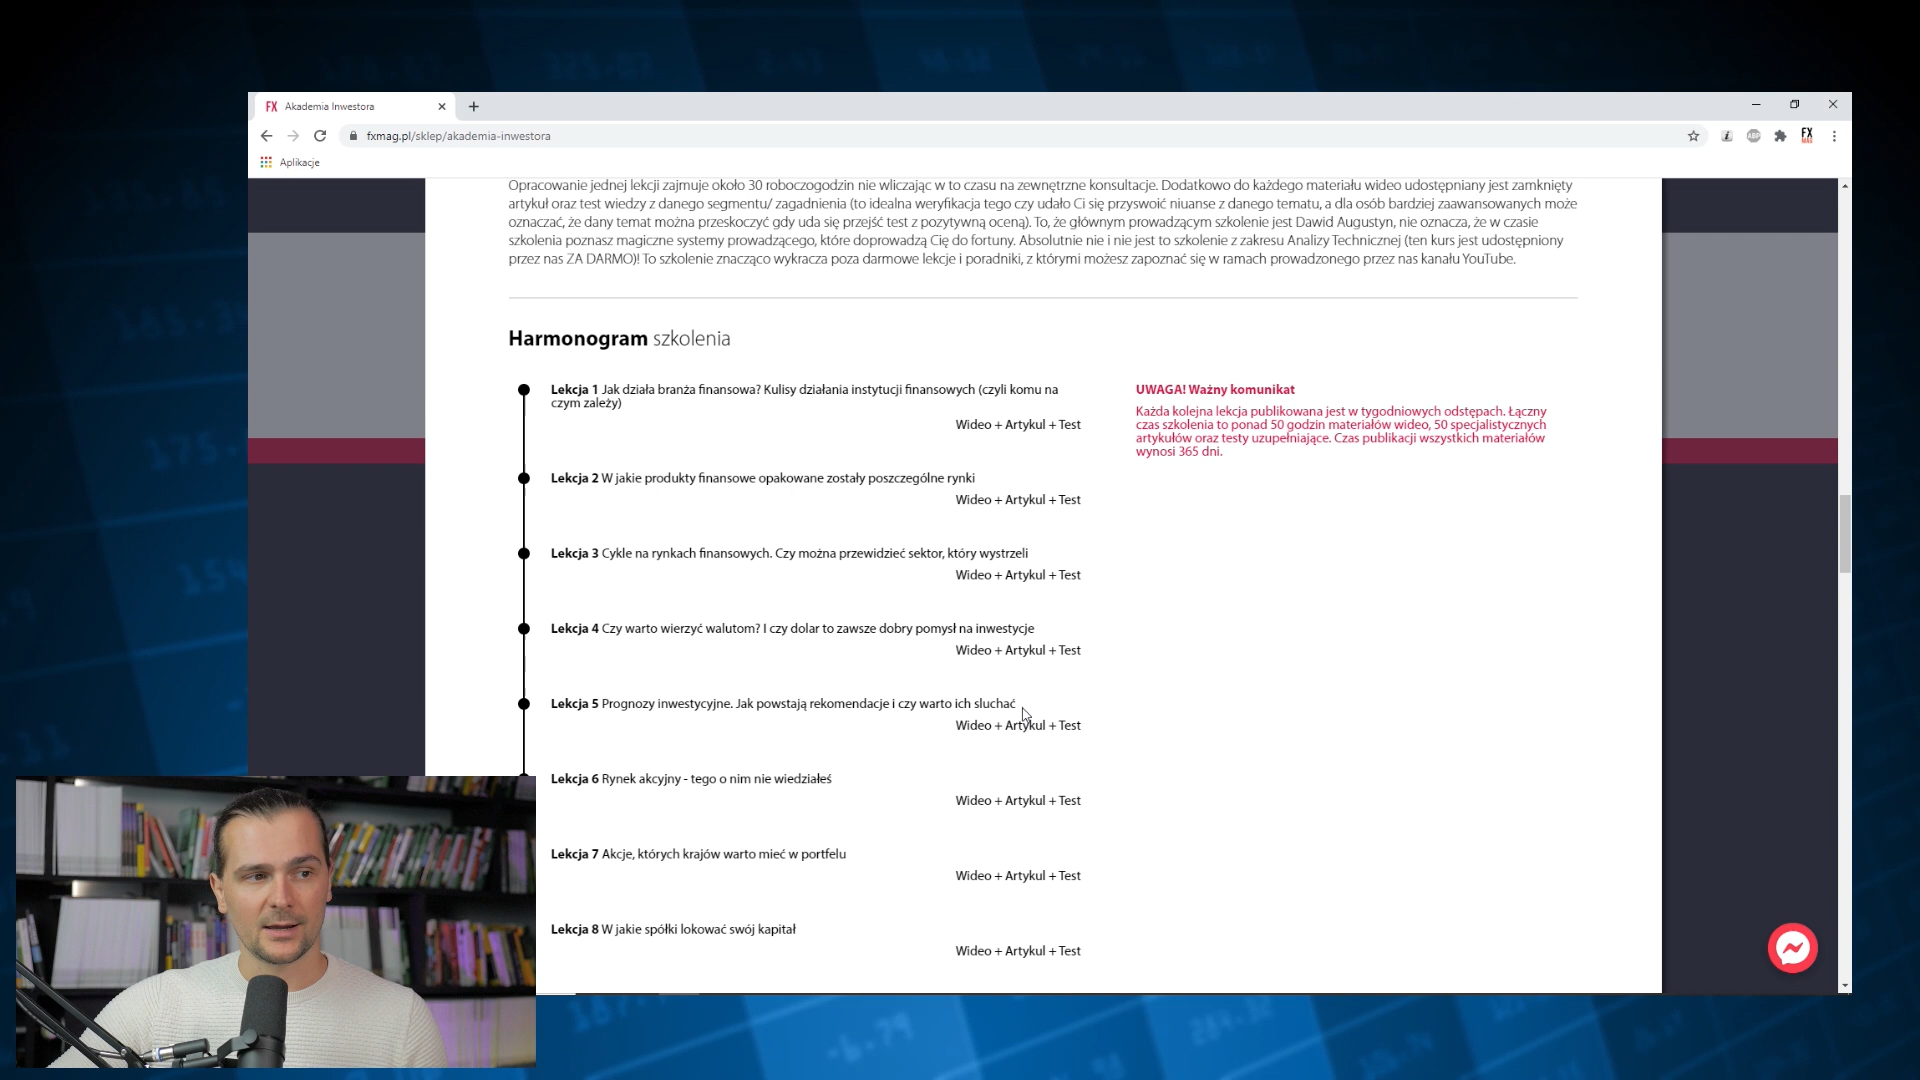 FX Akademia Inwestora
fxmag.pl/sklep/akademia-inwestora
Aplikacje
Opracowanie jednej lekcji zajmuje około 30 roboczogodzin nie wliczając w to czasu na zewnętrzne konsultacje. Dodatkowo do każdego materiału wideo udostępniany jest zamknięty
artykuł oraz test wiedzy z danego segmentu/ zagadnienia (to idealna weryfikacja tego czy udało Ci się przyswoić niuanse z danego tematu, a dla osób bardziej zaawansowanych może
oznaczać, że dany temat można przeskoczyć gdy uda się przejść test z pozytywną oceną). To, że głównym prowadzącym szkolenie jest Dawid Augustyn, nie oznacza, że w czasie
szkolenia poznasz magiczne systemy prowadzącego, które doprowadzą Cię do fortuny. Absolutnie nie i nie jest to szkolenie z zakresu Analizy Technicznej (ten kurs jest udostępniony
przez nas ZA DARMO)! To szkolenie znacząco wykracza poza darmowe lekcje i poradniki, z którymi możesz zapoznać się w ramach prowadzonego przez nas kanału YouTube.
Harmonogram szkolenia
Lekcja 1 Jak działa branża finansowa? Kulisy działania instytucji finansowych (czyli komu na
czym zależy)
Wideo + Artykul + Test
Lekcja 2 W jakie produkty finansowe opakowane zostały poszczególne rynki
Wideo + Artykul + Test
Lekcja 3 Cykle na rynkach finansowych. Czy można przewidzieć sektor, który wystrzeli
Wideo + Artykul + Test
Lekcja 4 Czy warto wierzyć walutom? I czy dolar to zawsze dobry pomysł na inwestycje
Wideo + Artykul + Test
Lekcja 5 Prognozy inwestycyjne. Jak powstają rekomendacje i czy warto ich sluchać
Wideo + Artykul + Test
Lekcja 6 Rynek akcyjny - tego o nim nie wiedziałeś
Wideo + Artykul + Test
Lekcja 7 Akcje, których krajów warto mieć w portfelu
Wideo + Artykul + Test
Lekcja 8 W jakie spółki lokować swój kapitał
Wideo + Artykul + Test
UWAGA! Ważny komunikat
Każda kolejna lekcja publikowana jest w tygodniowych odstępach. Łączny
czas szkolenia to ponad 50 godzin materiałów wideo, 50 specjalistycznych
artykułów oraz testy uzupełniające. Czas publikacji wszystkich materiałów
wynosi 365 dni.